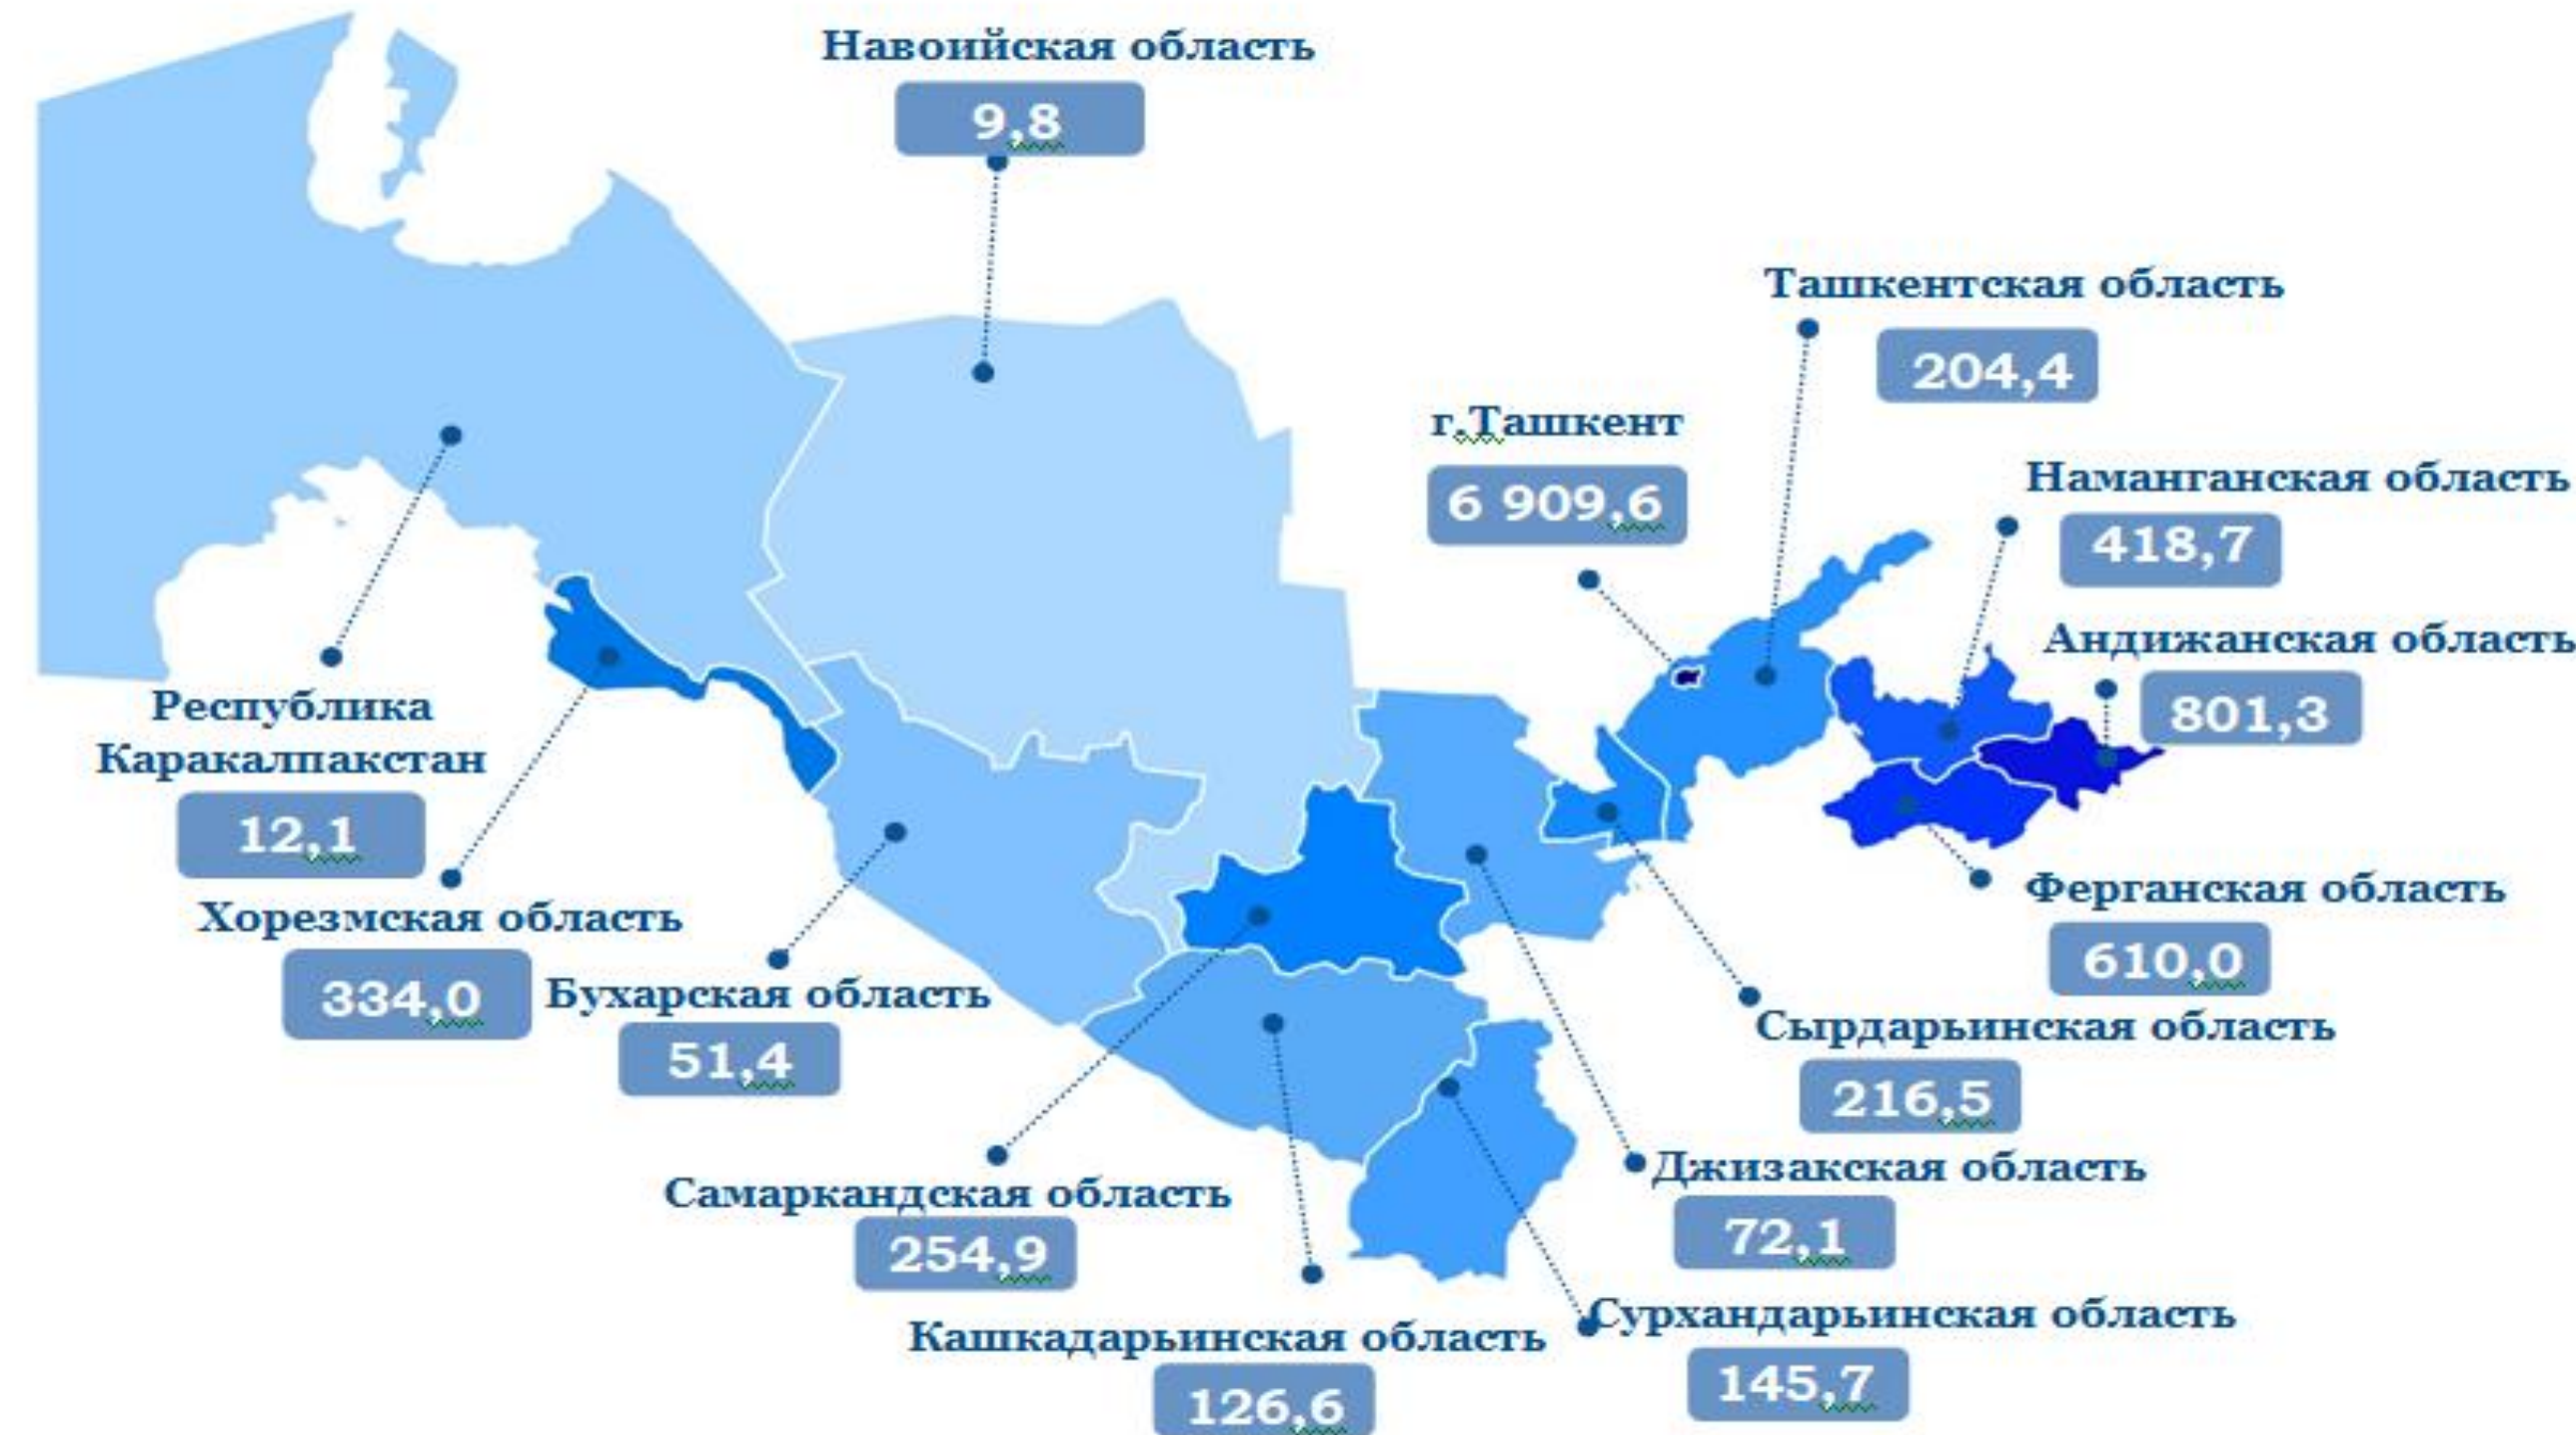 Навоийская область
9,8
Ташкентская область
204,4
г.Ташкент
6 909,6
Наманганская область
418,7
Андижанская область
801,3
Республика
Каракалпакстан
12,1
Ферганская область
610,0
Хорезмская область
334,0
Бухарская область
51,4
Сырдарьинская область
216,5
Джизакская область
72,1
Самаркандская область
254,9
Сурхандарьинская область
145,7
Кашкадарьинская область
126,6